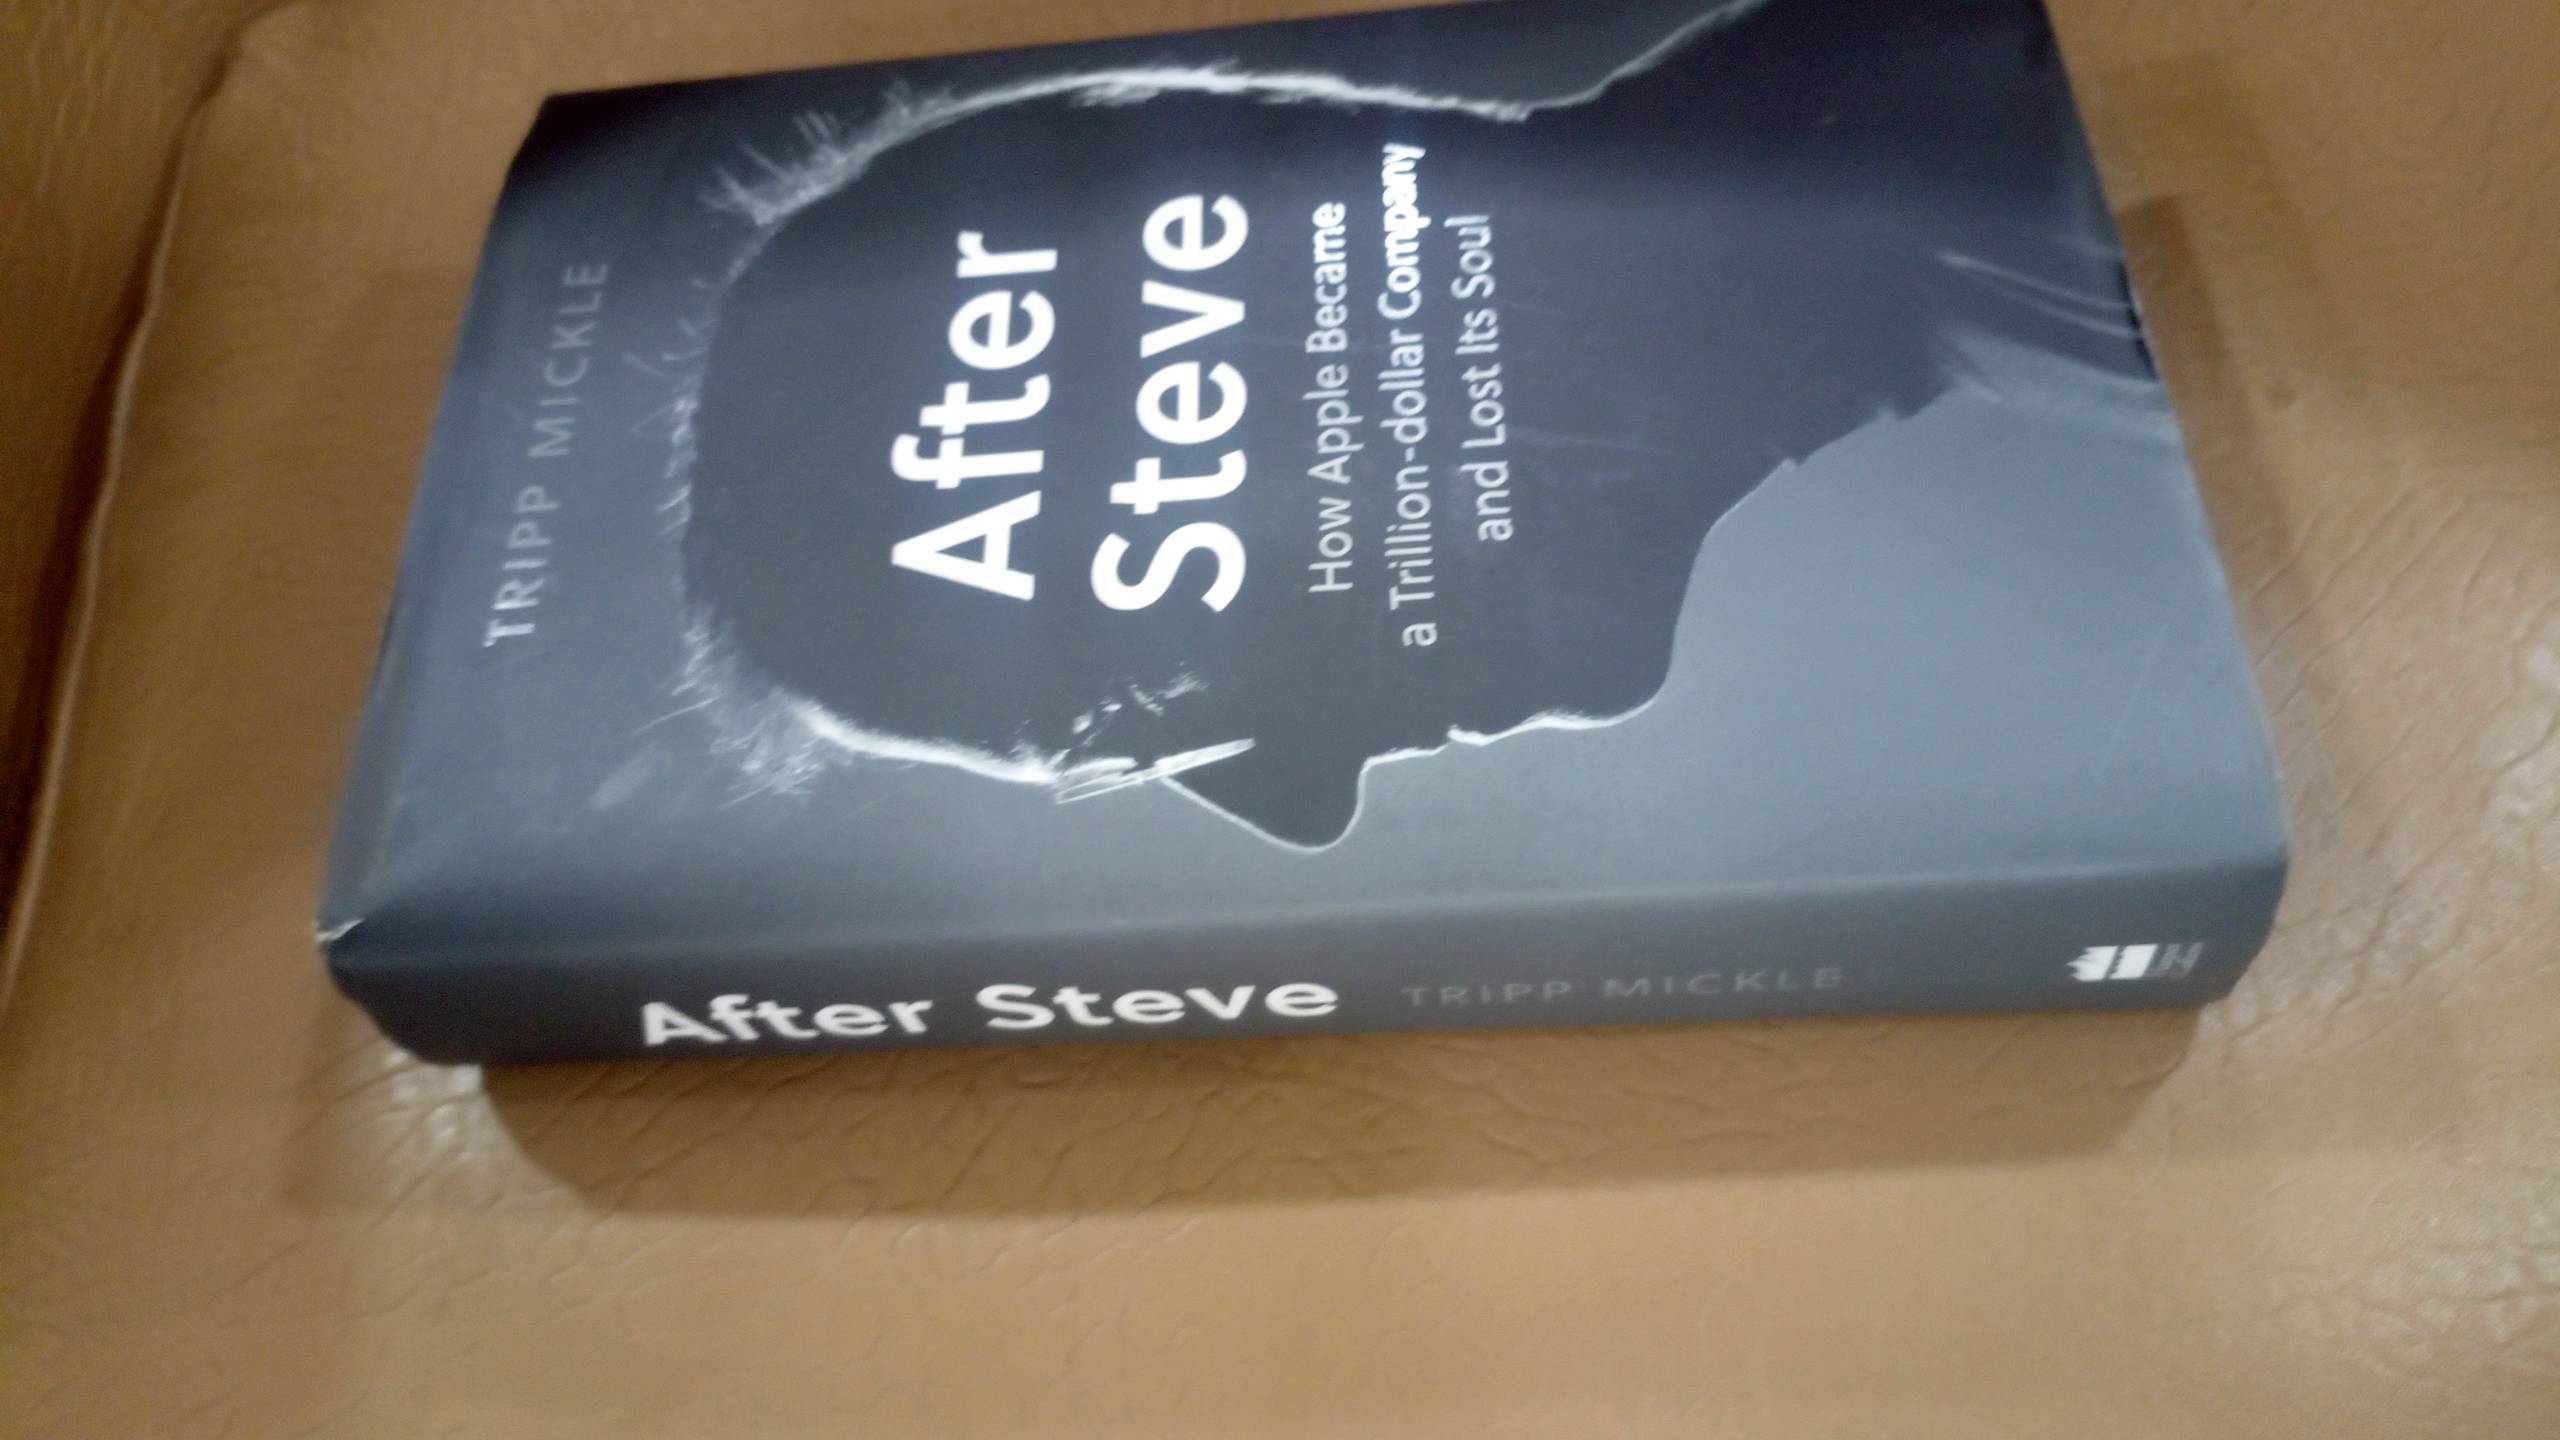 TRIPP MICKLE
After
Steve
How Apple Became
a Trillion-dollar Company
and Lost Its Soul
After Steve TRIPP MICKLE